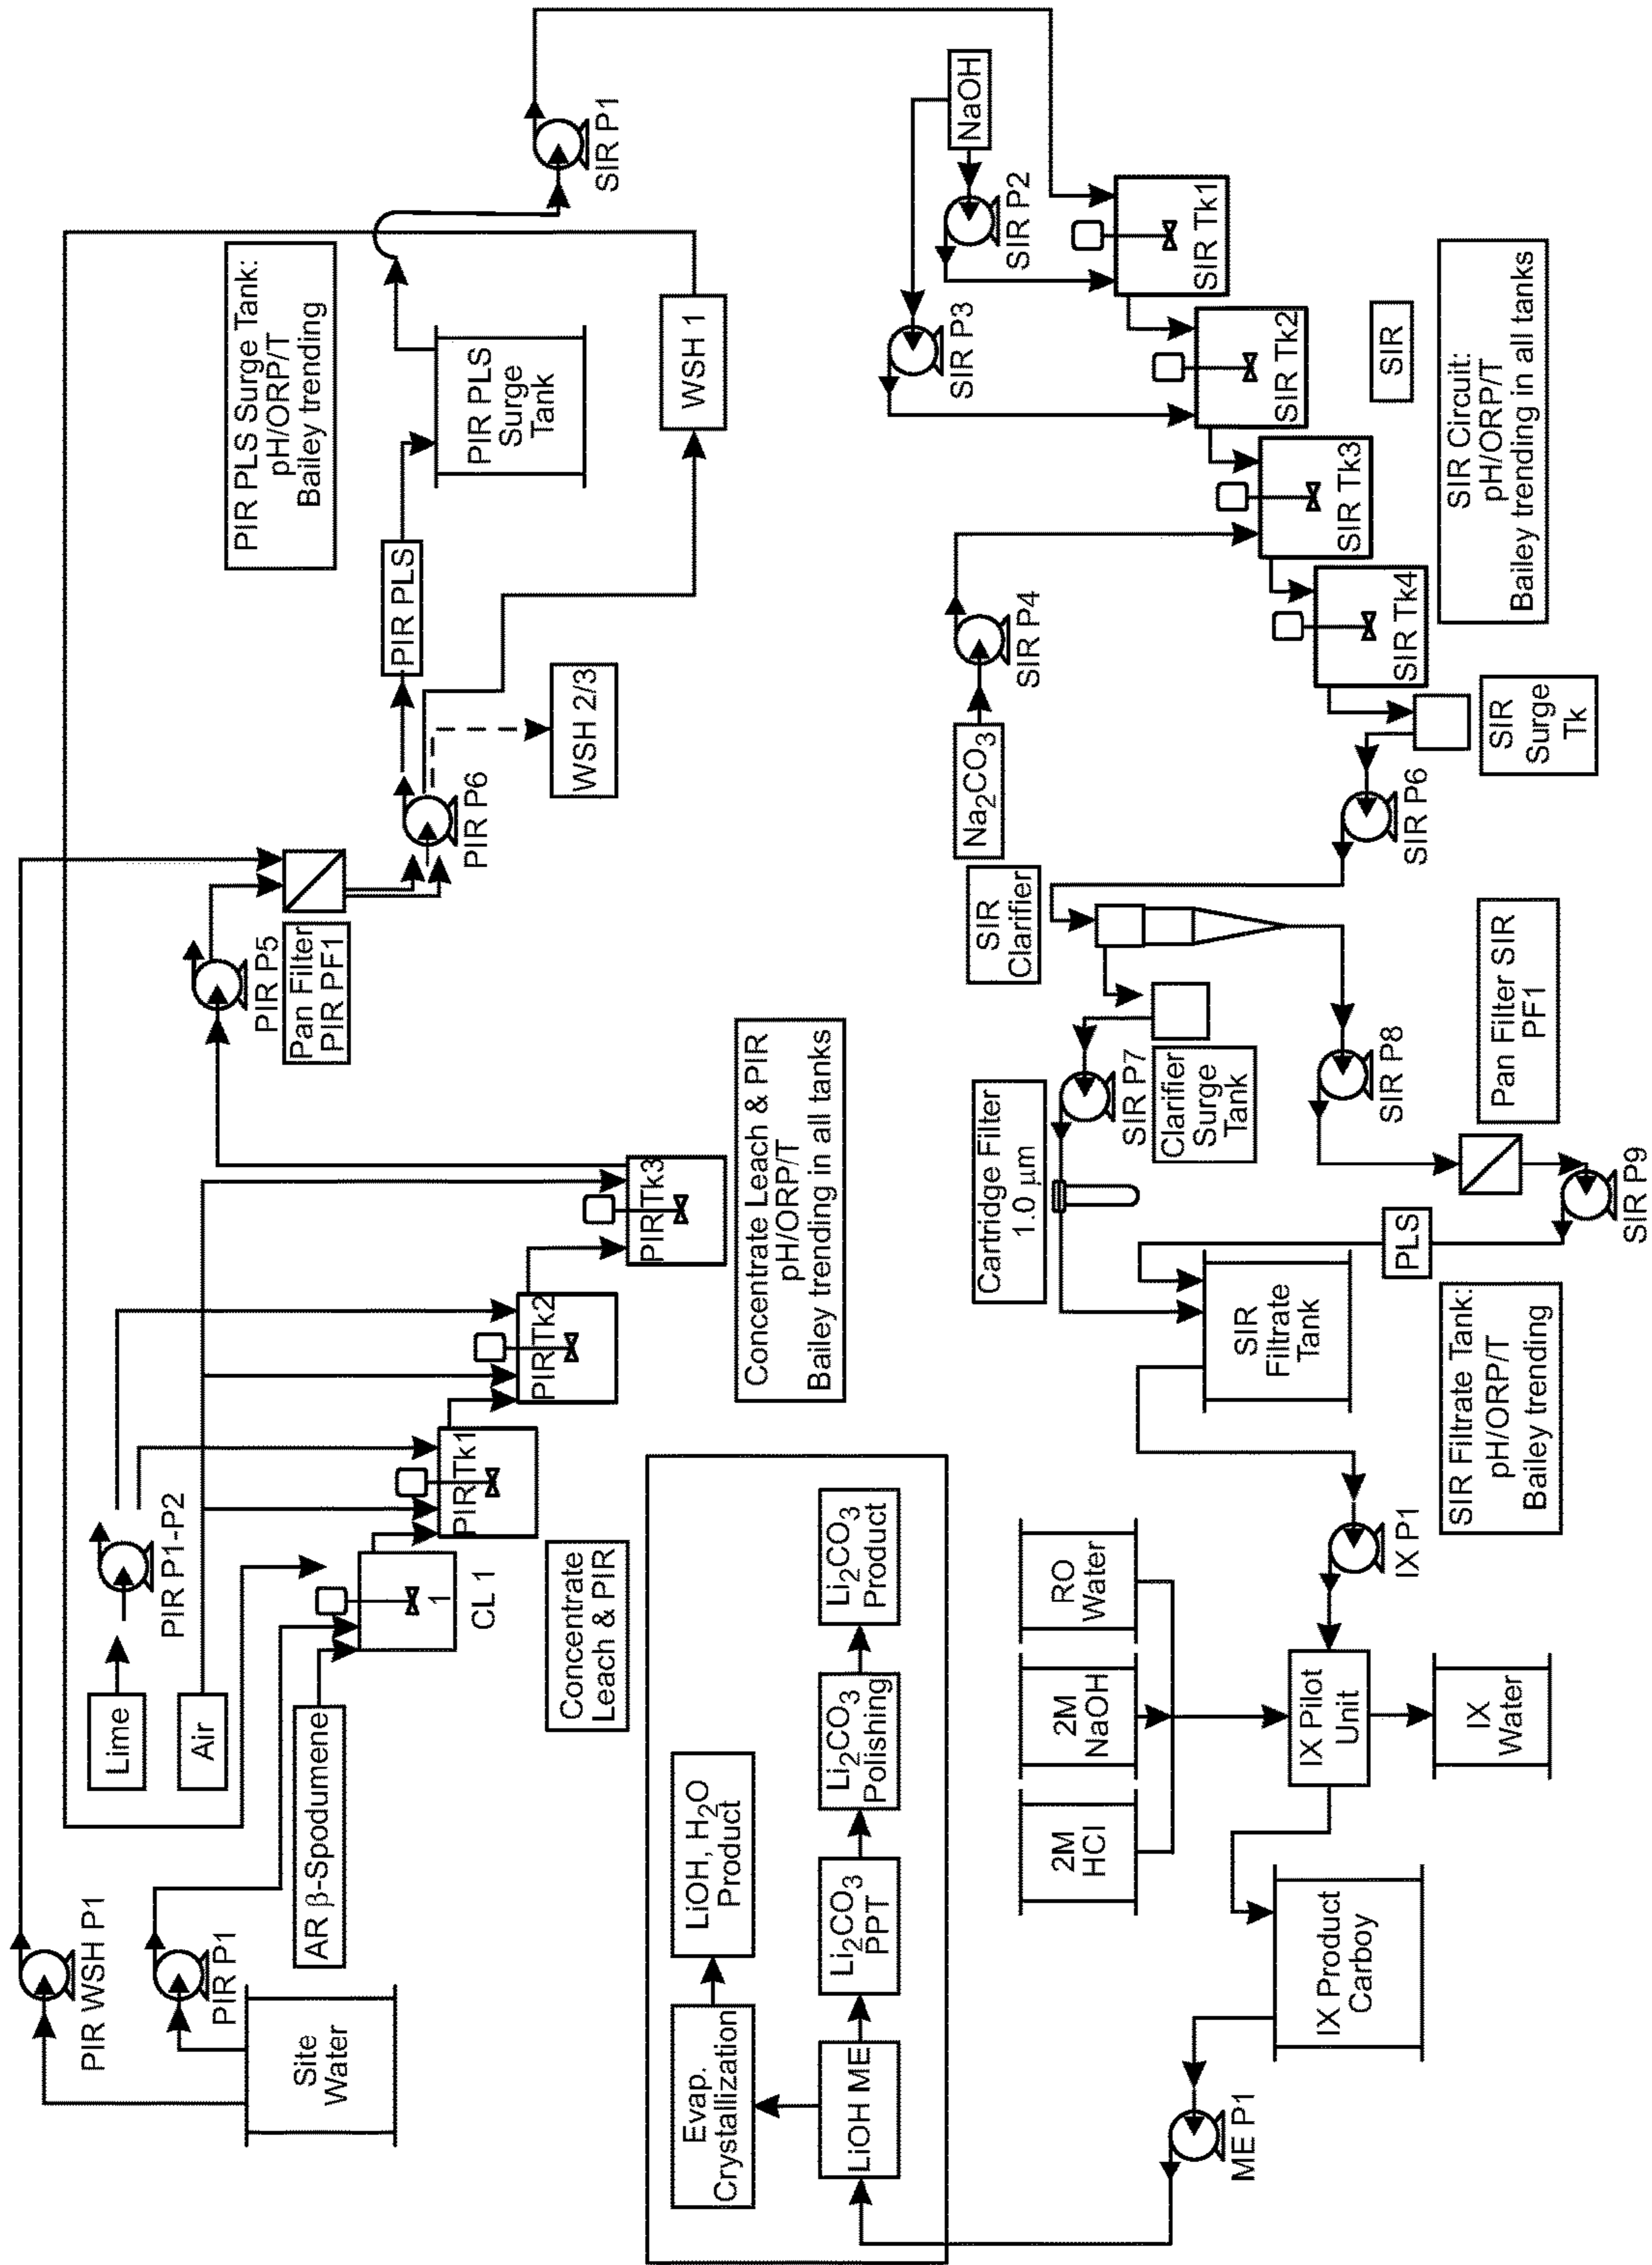 PIR WSH P1
PIR P1
Site
Water
Lime
Air
AR β-Spodumene
PIR P1-P2
1
CL 1
Concentrate
Leach & PIR
PIR Tk1
PIR Tk2
PIR Tk3
Concentrate Leach & PIR
pH/ORP/T
Bailey trending in all tanks
PIR P5
Pan Filter
PIR PF1
PIR P6
WSH 2/3
PIR PLS
PIR PLS Surge Tank:
pH/ORP/T
Bailey trending
PIR PLS
Surge
Tank
WSH 1
SIR P1
NaOH
SIR P2
SIR P3
SIR Tk1
SIR Tk2
SIR Tk3
SIR Tk4
SIR
SIR Circuit:
pH/ORP/T
Bailey trending in all tanks
Na2CO3
SIR P4
SIR
Surge
Tk
SIR P6
SIR
Clarifier
SIR P7
Clarifier
Surge
Tank
Cartridge Filter
1.0 µm
SIR P8
Pan Filter SIR
PF1
SIR P9
PLS
SIR
Filtrate
Tank
SIR Filtrate Tank:
pH/ORP/T
Bailey trending
IX P1
RO
Water
2M
NaOH
2M
HCl
IX Pilot
Unit
IX
Water
IX Product
Carboy
ME P1
LiOH ME
Evap.
Crystallization
LiOH, H2O
Product
Li2CO3
PPT
Li2CO3
Polishing
Li2CO3
Product